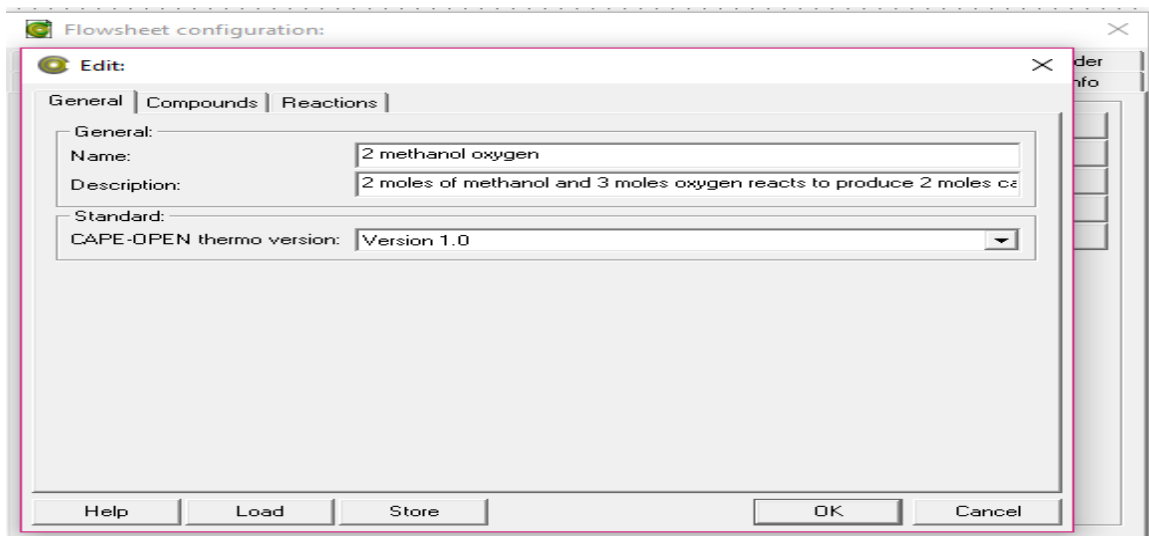 Flowsheet configuration:
Edit:
der
nfo
General Compounds Reactions
General:
Name: 2 methanol oxygen
Description: 2 moles of methanol and 3 moles oxygen reacts to produce 2 moles ca
Standard:
CAPE-OPEN thermo version: Version 1.0
Help Load Store OK Cancel